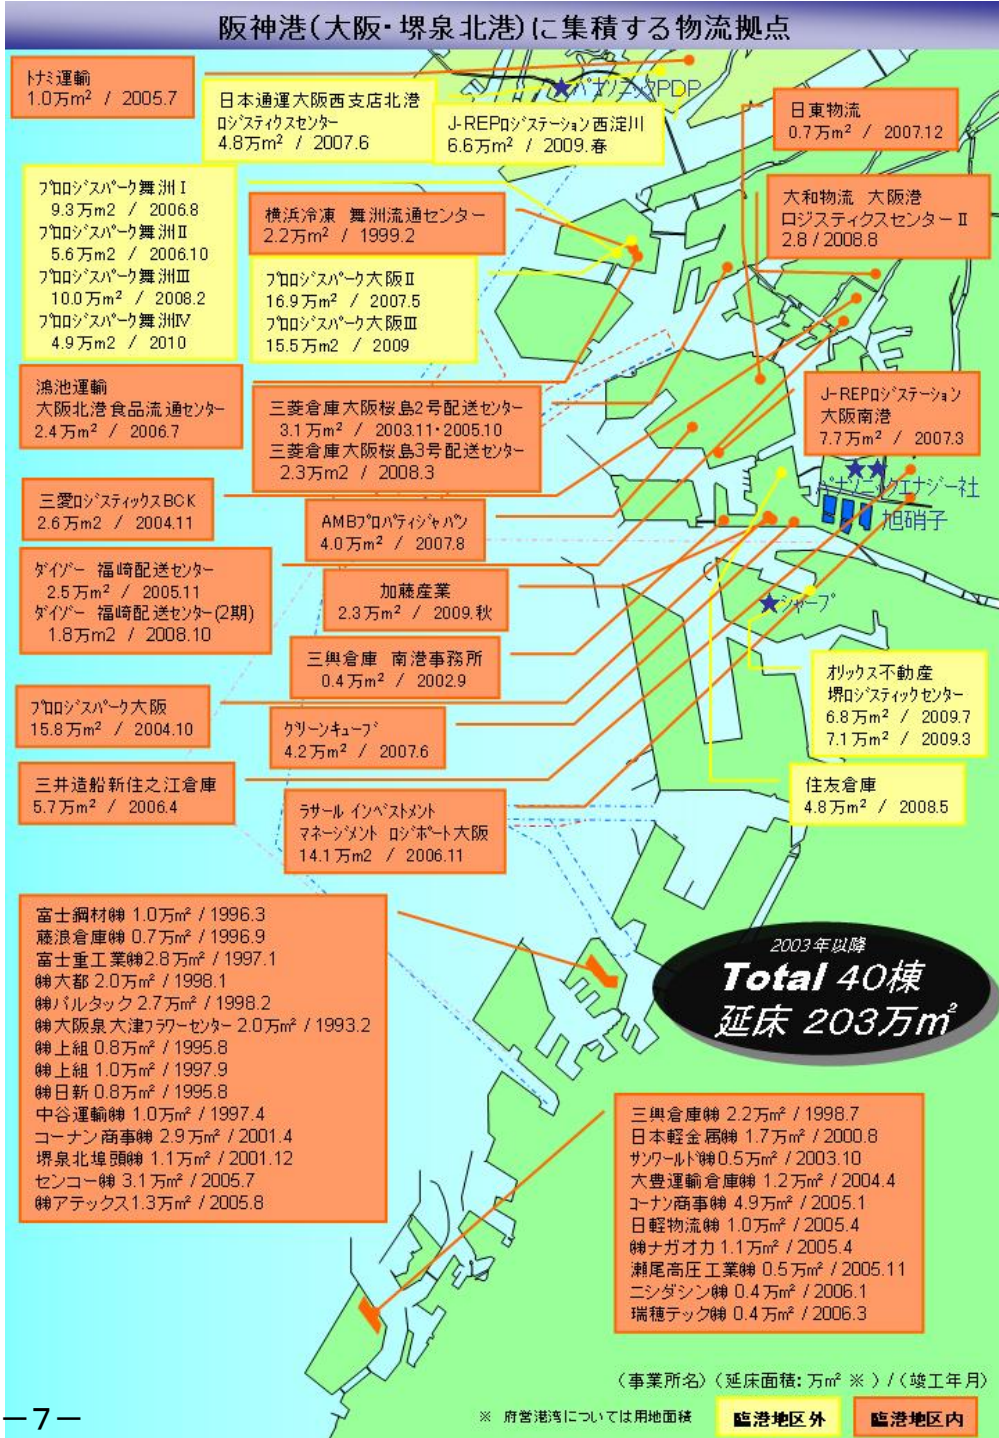 阪神港(大阪・堺泉北港)に集積する物流拠点
トナミ運輸
1.0万m² / 2005.7
日本通運大阪西支店北港
ロジスティクスセンター
4.8万m² / 2007.6
パナソニックPDP
J-REPロジステーション西淀川
6.6万m² / 2009.春
日東物流
0.7万m² / 2007.12
プロロジスパーク舞洲Ⅰ
9.3万m2 / 2006.8
プロロジスパーク舞洲Ⅱ
5.6万m² / 2006.10
プロロジスパーク舞洲Ⅲ
10.0万m² / 2008.2
プロロジスパーク舞洲Ⅳ
4.9万m² / 2010
横浜冷凍 舞洲流通センター
2.2万m² / 1999.2
大和物流 大阪港
ロジスティクスセンターⅡ
2.8 / 2008.8
プロロジスパーク大阪Ⅱ
16.9万m² / 2007.5
プロロジスパーク大阪Ⅲ
15.5万m2 / 2009
鴻池運輸
大阪北港食品流通センター
2.4万m² / 2006.7
三菱倉庫大阪桜島2号配送センター
3.1万m² / 2003.11・2005.10
三菱倉庫大阪桜島3号配送センター
2.3万m2 / 2008.3
J-REPロジステーション
大阪南港
7.7万m² / 2007.3
三愛ロジスティックスBCK
2.6万m2 / 2004.11
AMBプロパティジャパン
4.0万m² / 2007.8
パナソニックエナジー社
旭硝子
ダイゾー 福崎配送センター
2.5万m² / 2005.11
ダイゾー 福崎配送センター(2期)
1.8万m2 / 2008.10
加藤産業
2.3万m² / 2009.秋
シャープ
三興倉庫 南港事務所
0.4万m² / 2002.9
オリックス不動産
堺ロジスティックセンター
6.8万m² / 2009.7
7.1万m² / 2009.3
プロロジスパーク大阪
15.8万m² / 2004.10
グリーンキューブ
4.2万m² / 2007.6
三井造船新住之江倉庫
5.7万m² / 2006.4
住友倉庫
4.8万m² / 2008.5
ラサール インベストメント
マネージメント ロジポート大阪
14.1万m2 / 2006.11
富士鋼材㈱ 1.0万m² / 1996.3
藤浪倉庫㈱ 0.7万m² / 1996.9
富士重工業㈱2.8万m² / 1997.1
㈱大都 2.0万m² / 1998.1
㈱パルタック 2.7万m² / 1998.2
㈱大阪泉大津フラワーセンター 2.0万m² / 1993.2
㈱上組 0.8万m² / 1995.8
㈱上組 1.0万m² / 1997.9
㈱日新 0.8万m² / 1995.8
中谷運輸㈱ 1.0万m² / 1997.4
コーナン商事㈱ 2.9万m² / 2001.4
堺泉北埠頭㈱ 1.1万m² / 2001.12
センコー㈱ 3.1万m² / 2005.7
㈱アテックス1.3万m² / 2005.8
2003年以降
Total 40棟
延床 203万㎡
三興倉庫㈱ 2.2万m² / 1998.7
日本軽金属㈱ 1.7万m² / 2000.8
サンワールド㈱0.5万m² / 2003.10
大豊運輸倉庫㈱ 1.2万m² / 2004.4
コーナン商事㈱ 4.9万m² / 2005.1
日軽物流㈱ 1.0万m² / 2005.4
㈱ナガオカ 1.1万m² / 2005.4
瀬尾高圧工業㈱ 0.5万m² / 2005.11
ニシダシン㈱ 0.4万m² / 2006.1
瑞穂テック㈱ 0.4万m² / 2006.3
(事業所名)(延床面積:万m² ※ )/(竣工年月)
※ 府営港湾については用地面積
臨港地区外
臨港地区内
－7－